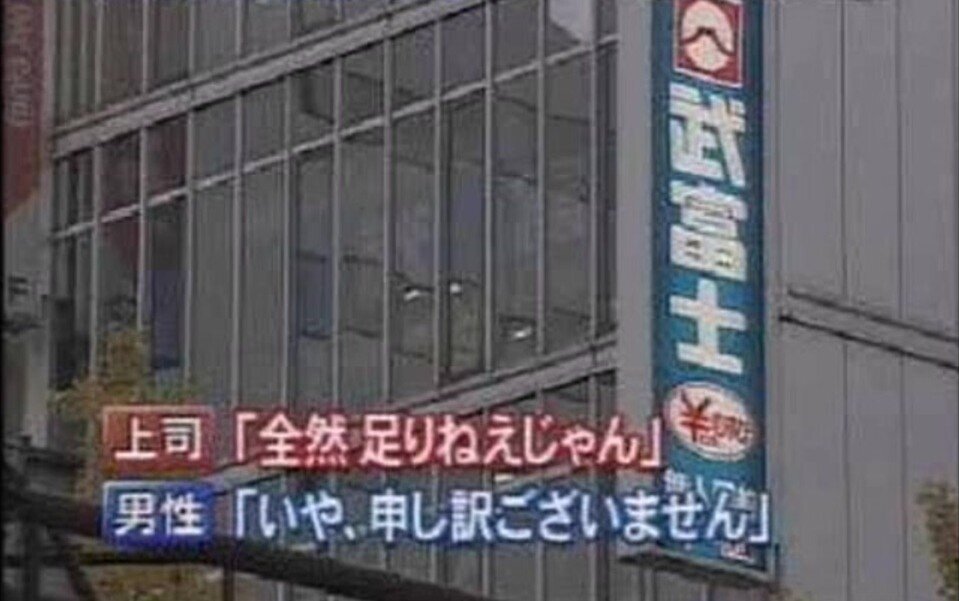 武富士
¥
上司「全然 足りねえじゃん」
男性「いや、申し訳ございません」